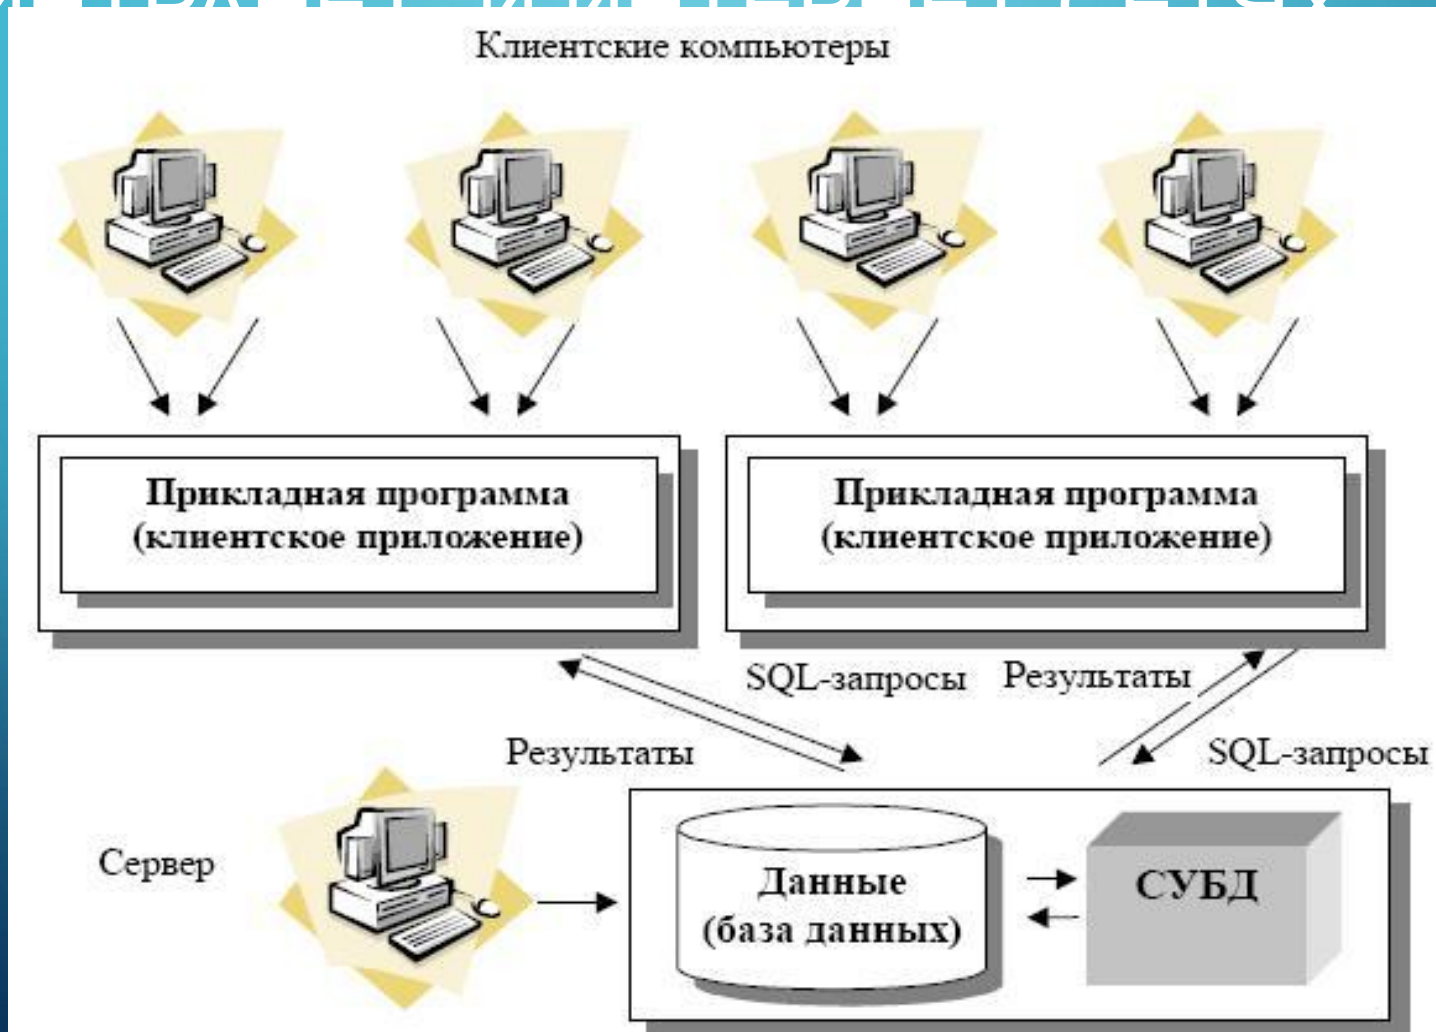 Клиентские компьютеры
Прикладная программа
(клиентское приложение)
Прикладная программа
(клиентское приложение)
SQL-запросы
Результаты
Результаты
SQL-запросы
Сервер
Данные
(база данных)
СУБД